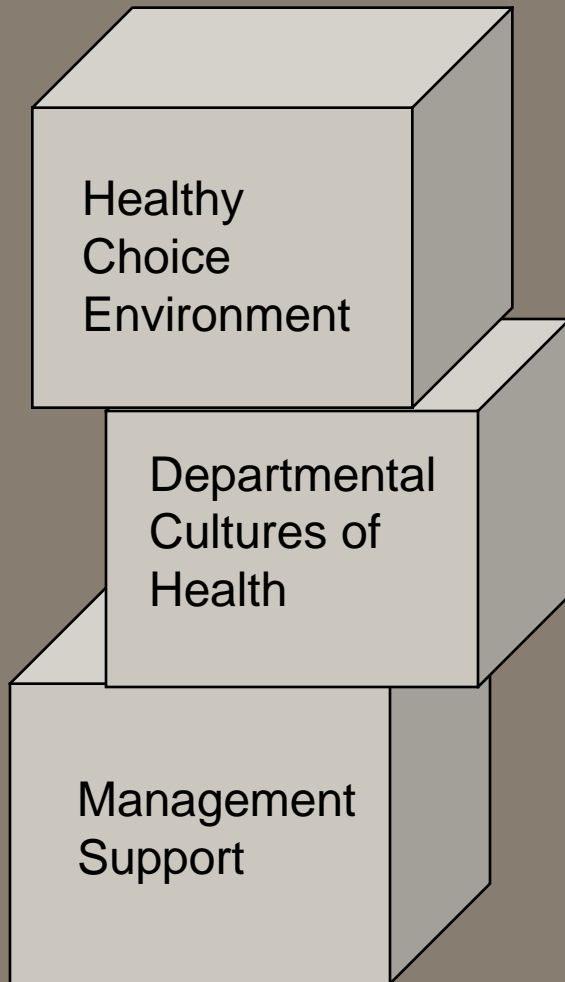 Healthy
Choice
Environment
Departmental
Cultures of
Health
Management
Support